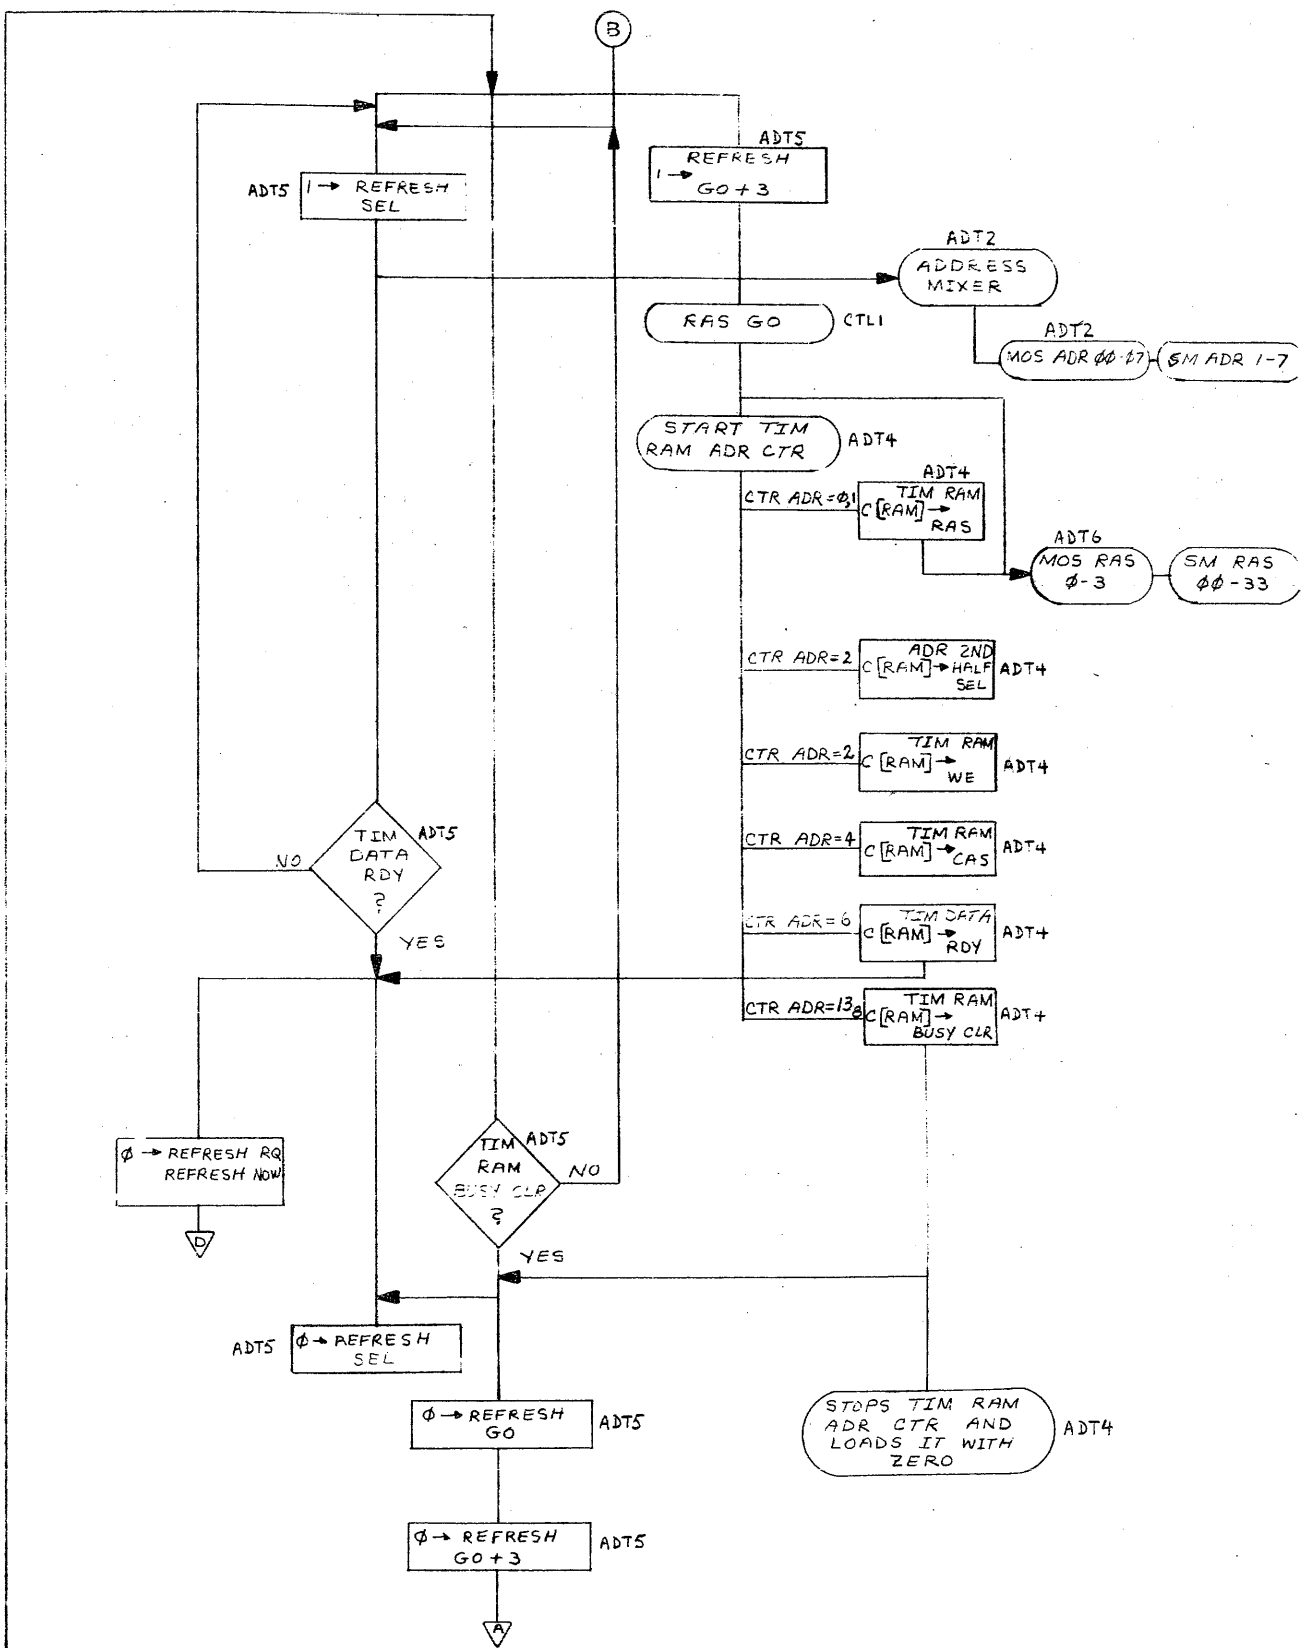 B
ADT5
REFRESH
1 →
GO + 3
ADT5
1 → REFRESH
SEL
ADT2
ADDRESS
MIXER
RAS GO
CTL1
ADT2
MOS ADR ØØ-Ø7
SM ADR 1-7
START TIM
RAM ADR CTR
ADT4
ADT4
CTR ADR=Ø,1
TIM RAM
C[RAM] →
RAS
ADT6
MOS RAS
Ø-3
SM RAS
ØØ-33
CTR ADR=2
ADR 2ND
C[RAM] → HALF
SEL
ADT4
CTR ADR=2
TIM RAM
C[RAM] →
WE
ADT4
TIM
DATA
RDY
?
ADT5
NO
YES
CTR ADR=4
TIM RAM
C[RAM] →
CAS
ADT4
CTR ADR=6
TIM DATA
C[RAM] →
RDY
ADT4
CTR ADR=13₈
TIM RAM
C[RAM] →
BUSY CLR
ADT4
Ø → REFRESH RQ
REFRESH NOW
D
TIM
RAM
BUSY CLR
?
ADT5
NO
YES
ADT5
Ø → REFRESH
SEL
Ø → REFRESH
GO
ADT5
STOPS TIM RAM
ADR CTR AND
LOADS IT WITH
ZERO
ADT4
Ø → REFRESH
GO + 3
ADT5
A